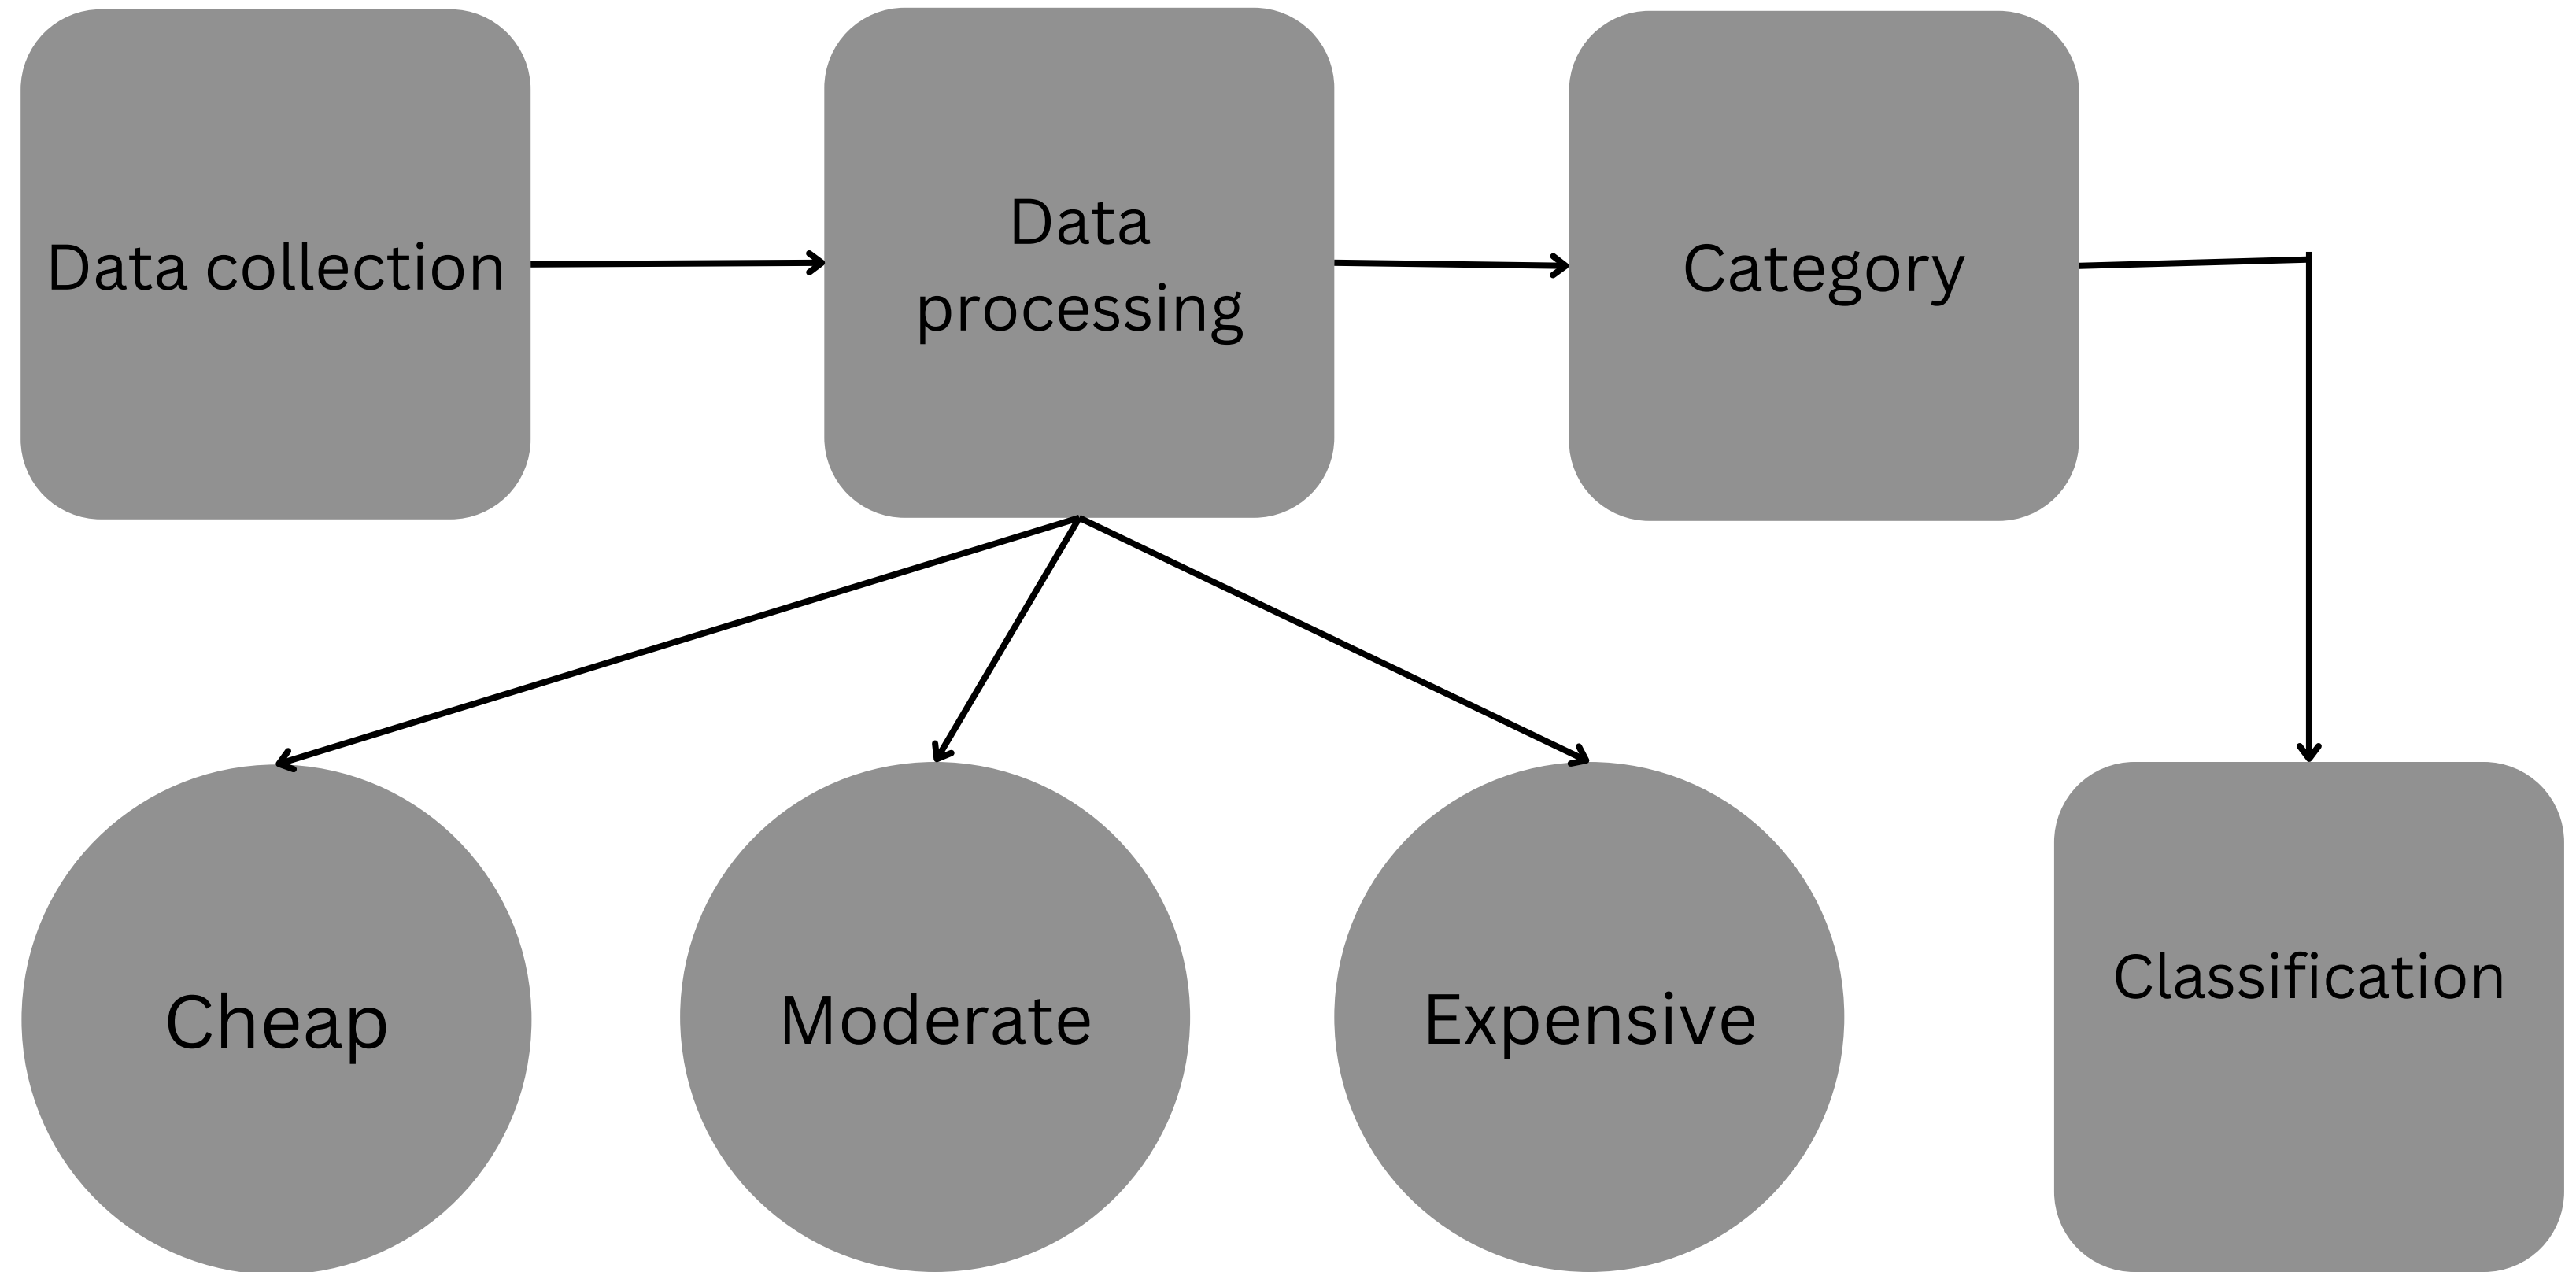 Data collection
Data
processing
Category
Cheap
Moderate
Expensive
Classification